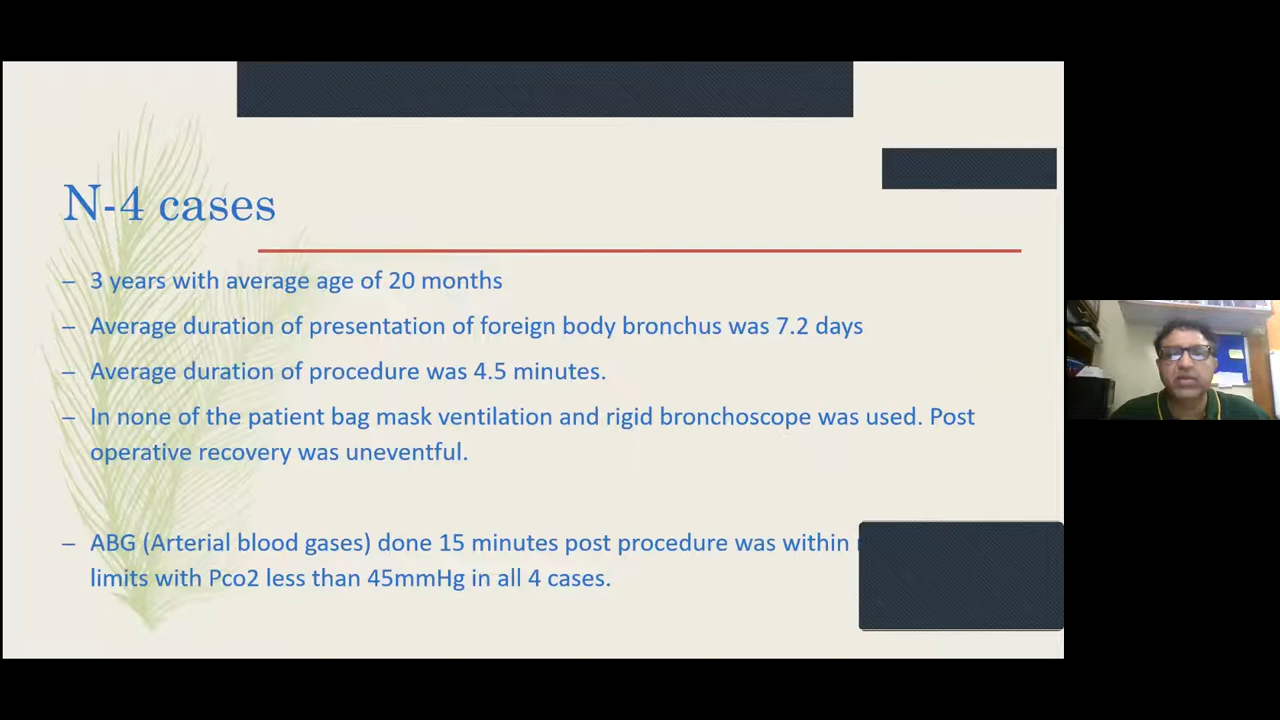 N-4 cases
– 3 years with average age of 20 months
– Average duration of presentation of foreign body bronchus was 7.2 days
– Average duration of procedure was 4.5 minutes.
– In none of the patient bag mask ventilation and rigid bronchoscope was used. Post
operative recovery was uneventful.
– ABG (Arterial blood gases) done 15 minutes post procedure was within
limits with Pco2 less than 45mmHg in all 4 cases.